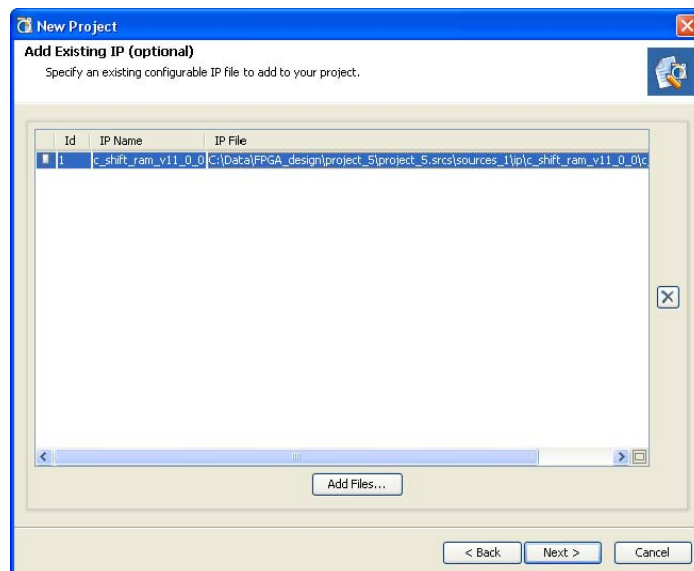 New Project
Add Existing IP (optional)
Specify an existing configurable IP file to add to your project.
Id IP Name IP File
1 c_shift_ram_v11_0_0 C:\Data\FPGA_design\project_5\project_5.srcs\sources_1\ip\c_shift_ram_v11_0_0\c
Add Files...
< Back Next > Cancel